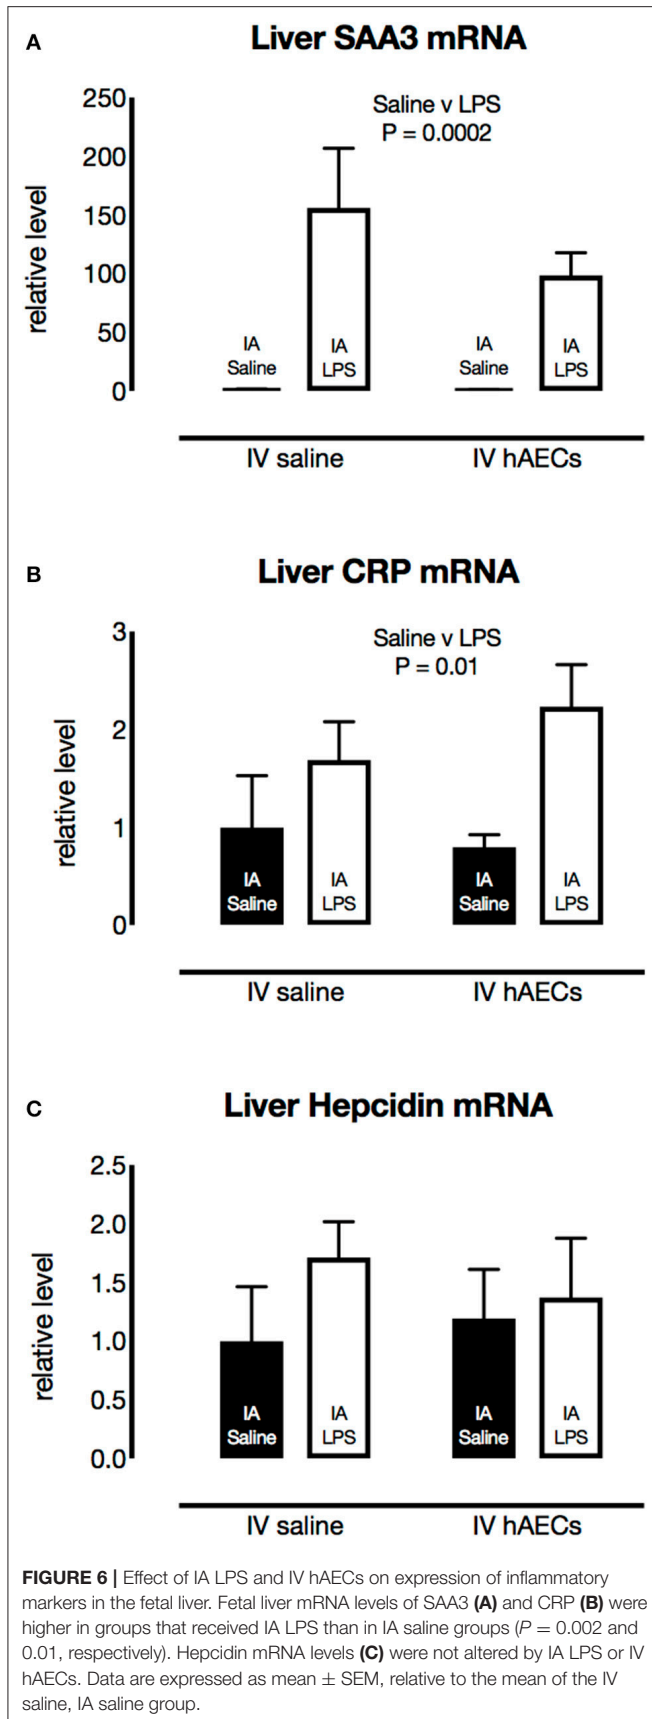 A
Liver SAA3 mRNA
250
200
150
100
50
0
relative level
Saline v LPS
P = 0.0002
IA
Saline
IA
LPS
IA
Saline
IA
LPS
IV saline
IV hAECs
B
Liver CRP mRNA
3
2
1
0
relative level
Saline v LPS
P = 0.01
IA
Saline
IA
LPS
IA
Saline
IA
LPS
IV saline
IV hAECs
C
Liver Hepcidin mRNA
2.5
2.0
1.5
1.0
0.5
0.0
relative level
IA
Saline
IA
LPS
IA
Saline
IA
LPS
IV saline
IV hAECs
FIGURE 6 | Effect of IA LPS and IV hAECs on expression of inflammatory
markers in the fetal liver. Fetal liver mRNA levels of SAA3 (A) and CRP (B) were
higher in groups that received IA LPS than in IA saline groups (P = 0.002 and
0.01, respectively). Hepcidin mRNA levels (C) were not altered by IA LPS or IV
hAECs. Data are expressed as mean ± SEM, relative to the mean of the IV
saline, IA saline group.